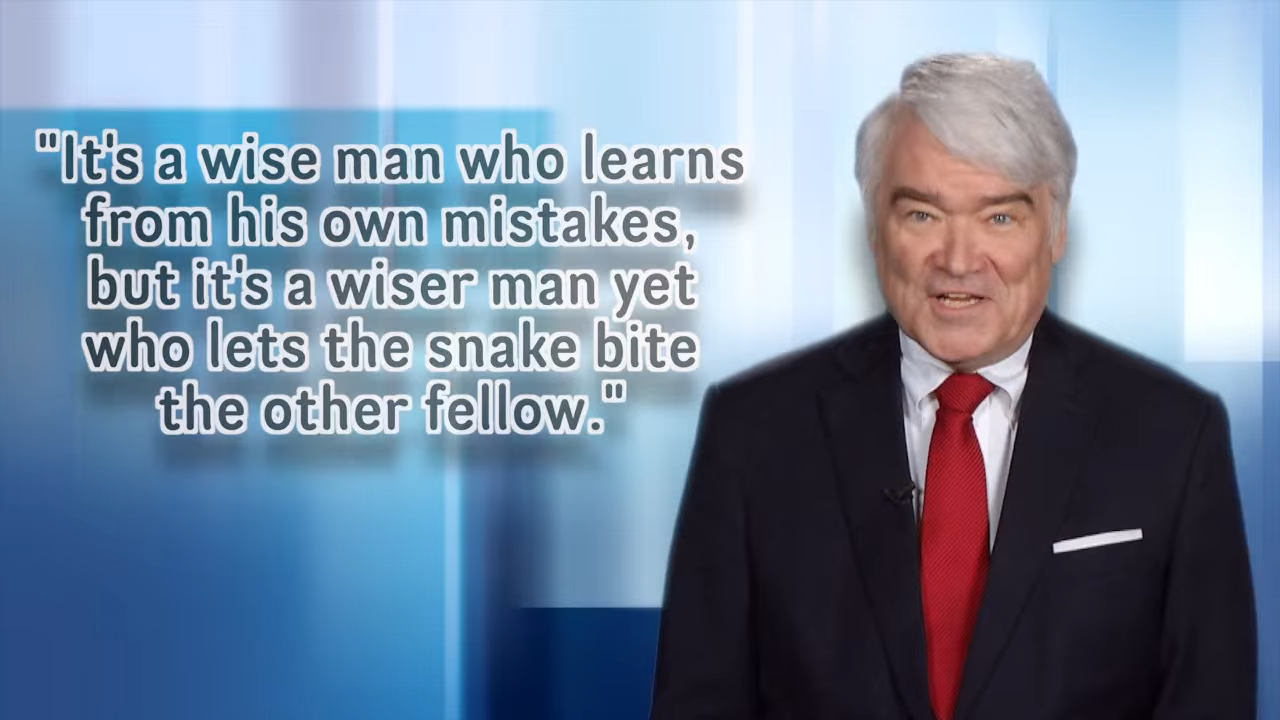 "It's a wise man who learns
from his own mistakes,
but it's a wiser man yet
who lets the snake bite
the other fellow."